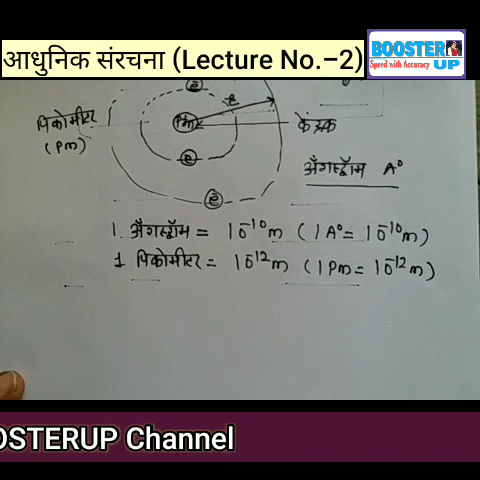 आधुनिक संरचना (Lecture No.–2)
BOOSTER UP
Speed with Accuracy
पिकोमीटर
(Pm)
केंद्रक
अँगस्ट्रॉम A°
1. अँगस्ट्रॉम = 10⁻¹⁰m (1A° = 10⁻¹⁰m)
1 पिकोमीटर = 10⁻¹²m (1Pm = 10⁻¹²m)
OSTERUP Channel